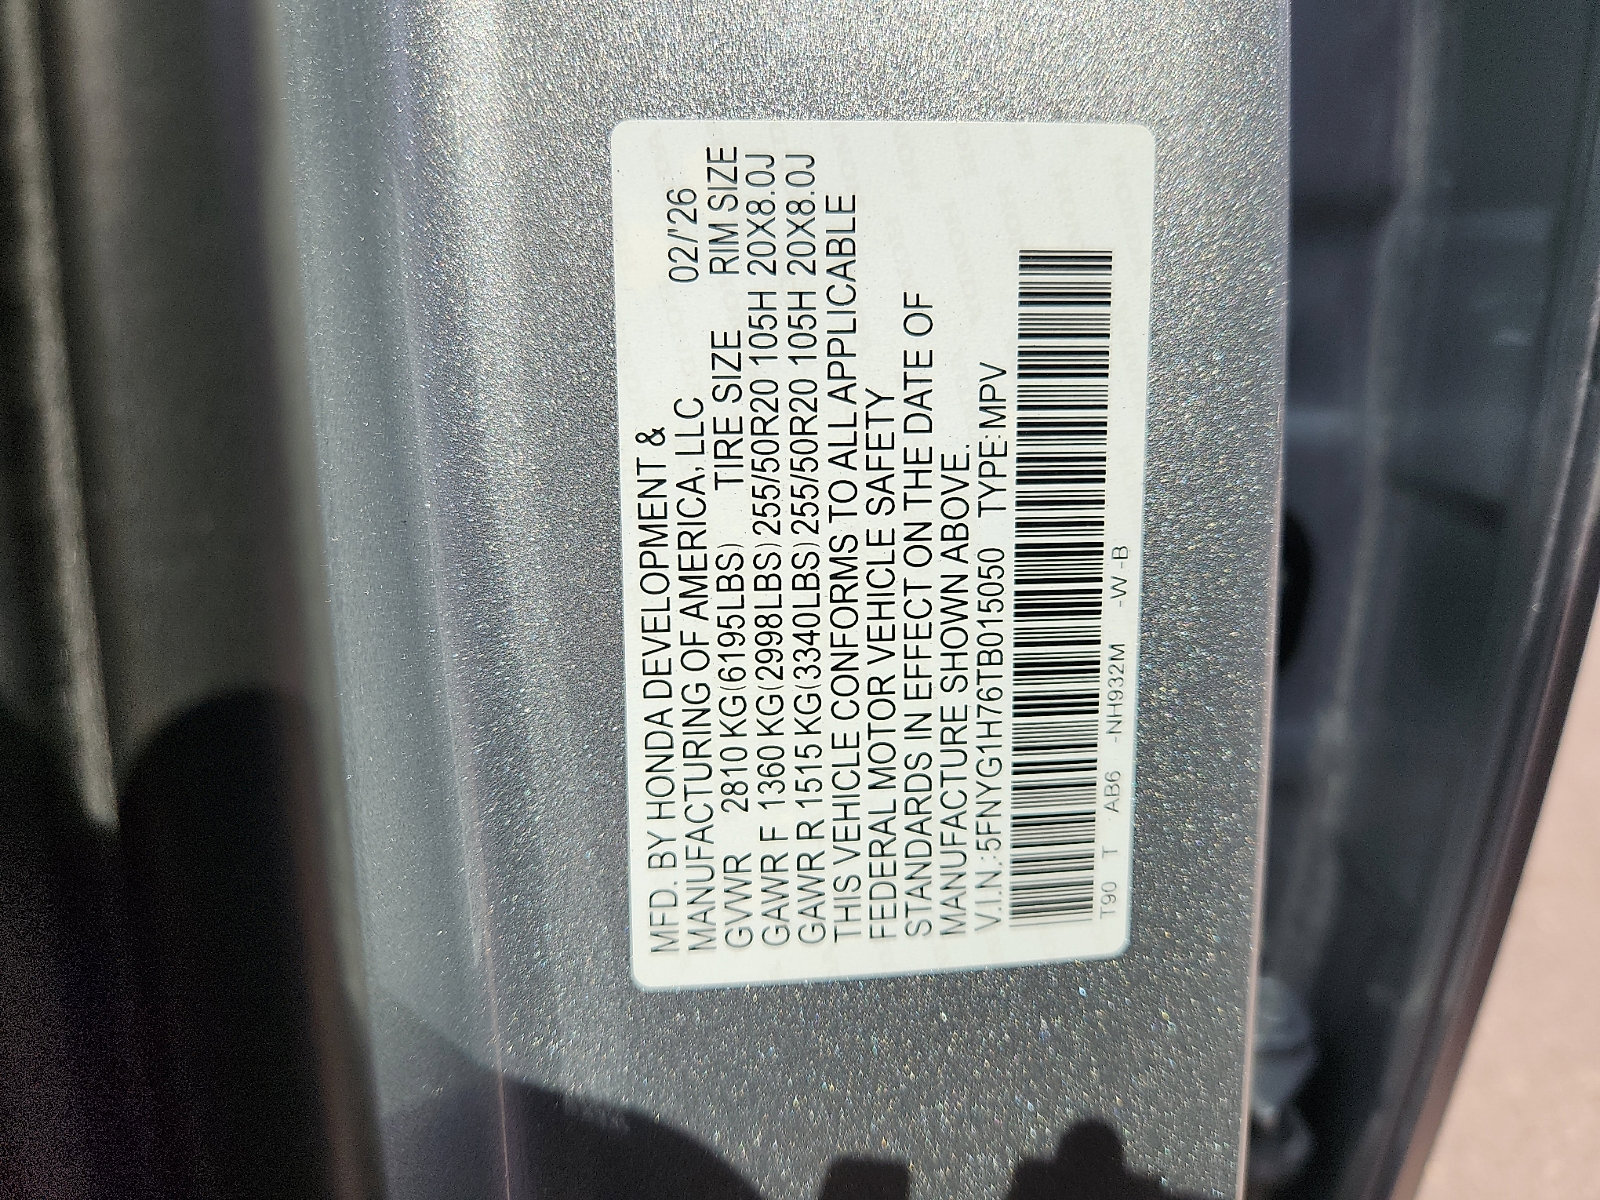 MFD. BY HONDA DEVELOPMENT &
MANUFACTURING OF AMERICA, LLC 02/'26
GVWR 2810 KG(6195LBS) TIRE SIZE RIM SIZE
GAWR F 1360 KG(2998LBS) 255/50R20 105H 20X8.0J
GAWR R 1515 KG(3340LBS) 255/50R20 105H 20X8.0J
THIS VEHICLE CONFORMS TO ALL APPLICABLE
FEDERAL MOTOR VEHICLE SAFETY
STANDARDS IN EFFECT ON THE DATE OF
MANUFACTURE SHOWN ABOVE.
V.I.N.: 5FNYG1H76TB015050 TYPE: MPV
T90 T AB6 -NH932M -W -B